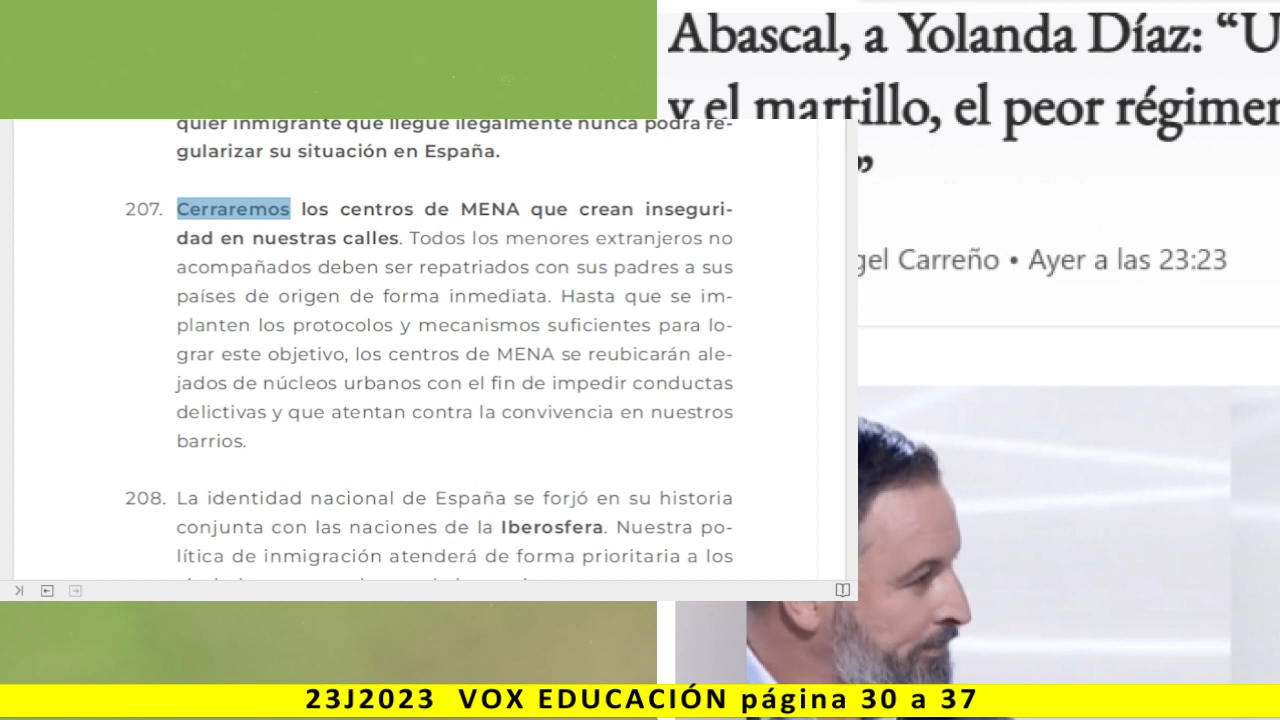 Abascal, a Yolanda Díaz: “U
y el martillo, el peor régimen
”
gel Carreño • Ayer a las 23:23
quier inmigrante que llegue ilegalmente nunca podrá re-
gularizar su situación en España.
207. Cerraremos los centros de MENA que crean inseguri-
dad en nuestras calles. Todos los menores extranjeros no
acompañados deben ser repatriados con sus padres a sus
países de origen de forma inmediata. Hasta que se im-
planten los protocolos y mecanismos suficientes para lo-
grar este objetivo, los centros de MENA se reubicarán ale-
jados de núcleos urbanos con el fin de impedir conductas
delictivas y que atentan contra la convivencia en nuestros
barrios.
208. La identidad nacional de España se forjó en su historia
conjunta con las naciones de la Iberosfera. Nuestra po-
lítica de inmigración atenderá de forma prioritaria a los
23J2023 VOX EDUCACIÓN página 30 a 37